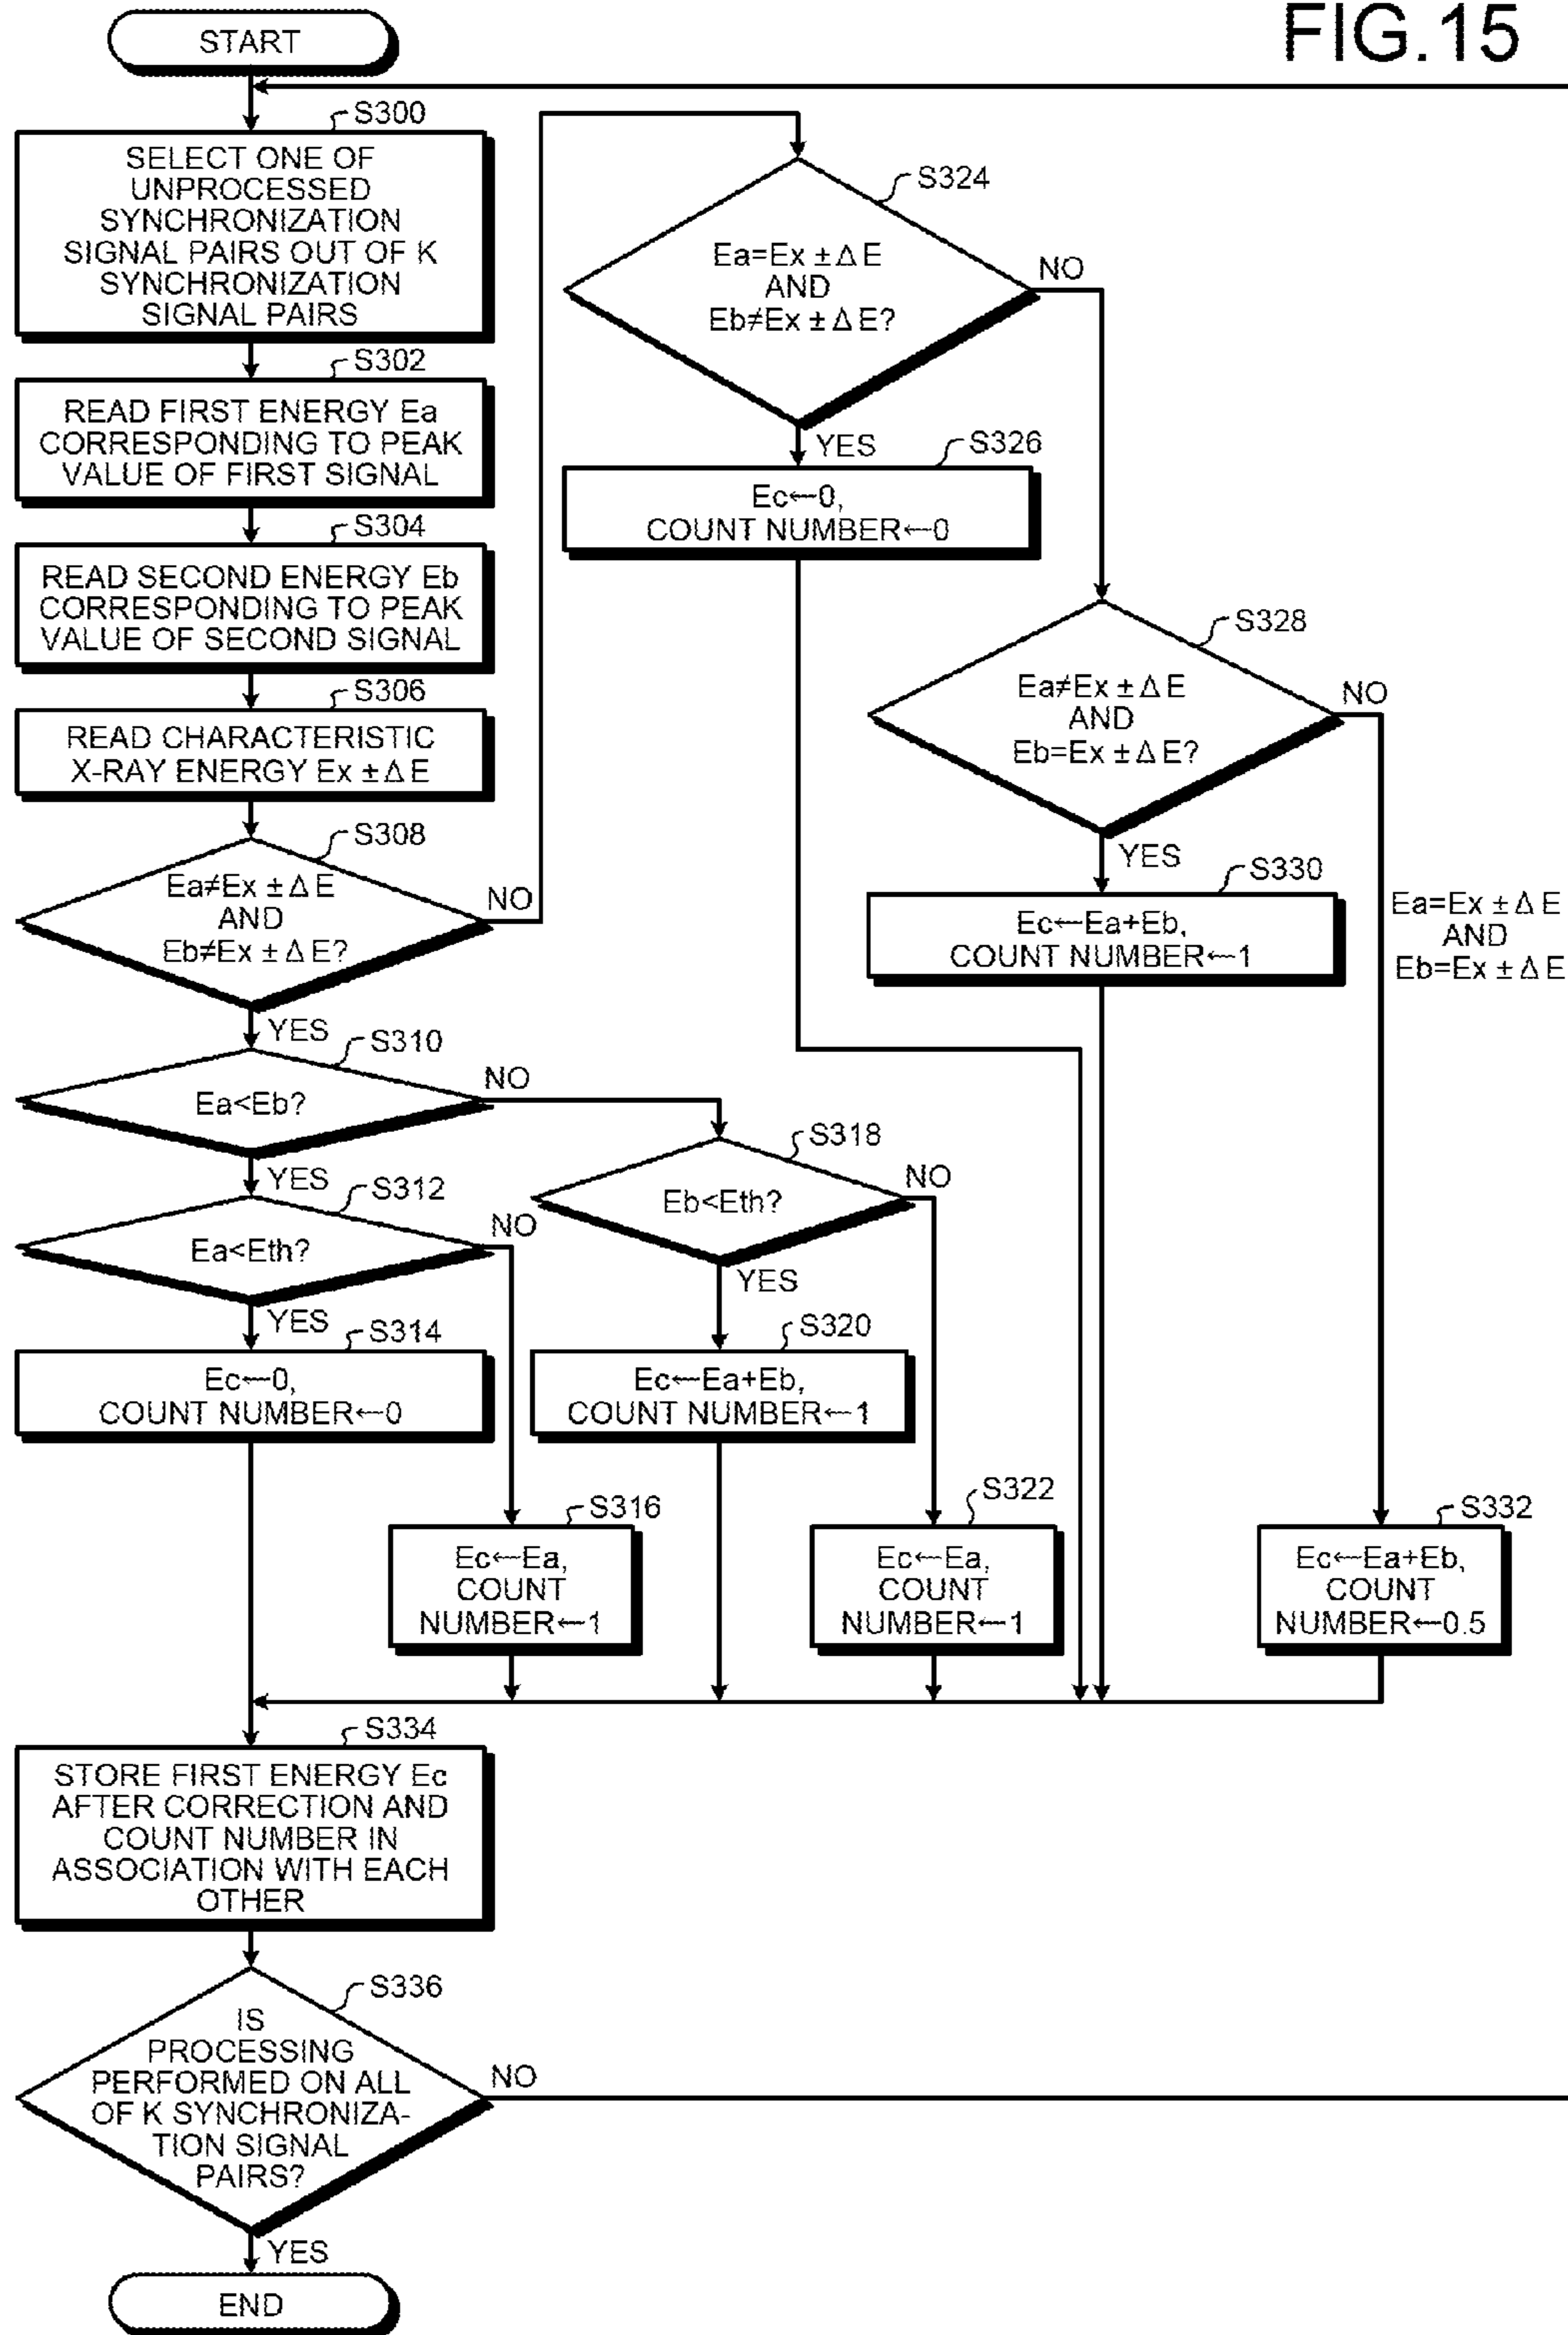 FIG.15
START
S300
SELECT ONE OF
UNPROCESSED
SYNCHRONIZATION
SIGNAL PAIRS OUT OF K
SYNCHRONIZATION
SIGNAL PAIRS
S302
READ FIRST ENERGY Ea
CORRESPONDING TO PEAK
VALUE OF FIRST SIGNAL
S304
READ SECOND ENERGY Eb
CORRESPONDING TO PEAK
VALUE OF SECOND SIGNAL
S306
READ CHARACTERISTIC
X-RAY ENERGY Ex ±ΔE
S308
Ea≠Ex ±ΔE
AND
Eb≠Ex ±ΔE?
NO
YES
S310
Ea<Eb?
NO
YES
S312
Ea<Eth?
NO
YES
S314
Ec←0,
COUNT NUMBER←0
S316
Ec←Ea,
COUNT
NUMBER←1
S318
Eb<Eth?
NO
YES
S320
Ec←Ea+Eb,
COUNT NUMBER←1
S322
Ec←Ea,
COUNT
NUMBER←1
S324
Ea=Ex ±ΔE
AND
Eb≠Ex ±ΔE?
NO
YES
S326
Ec←0,
COUNT NUMBER←0
S328
Ea≠Ex ±ΔE
AND
Eb=Ex ±ΔE?
NO
YES
S330
Ec←Ea+Eb,
COUNT NUMBER←1
Ea=Ex ±ΔE
AND
Eb=Ex ±ΔE
S332
Ec←Ea+Eb,
COUNT
NUMBER←0.5
S334
STORE FIRST ENERGY Ec
AFTER CORRECTION AND
COUNT NUMBER IN
ASSOCIATION WITH EACH
OTHER
S336
IS
PROCESSING
PERFORMED ON ALL
OF K SYNCHRONIZA-
TION SIGNAL
PAIRS?
NO
YES
END